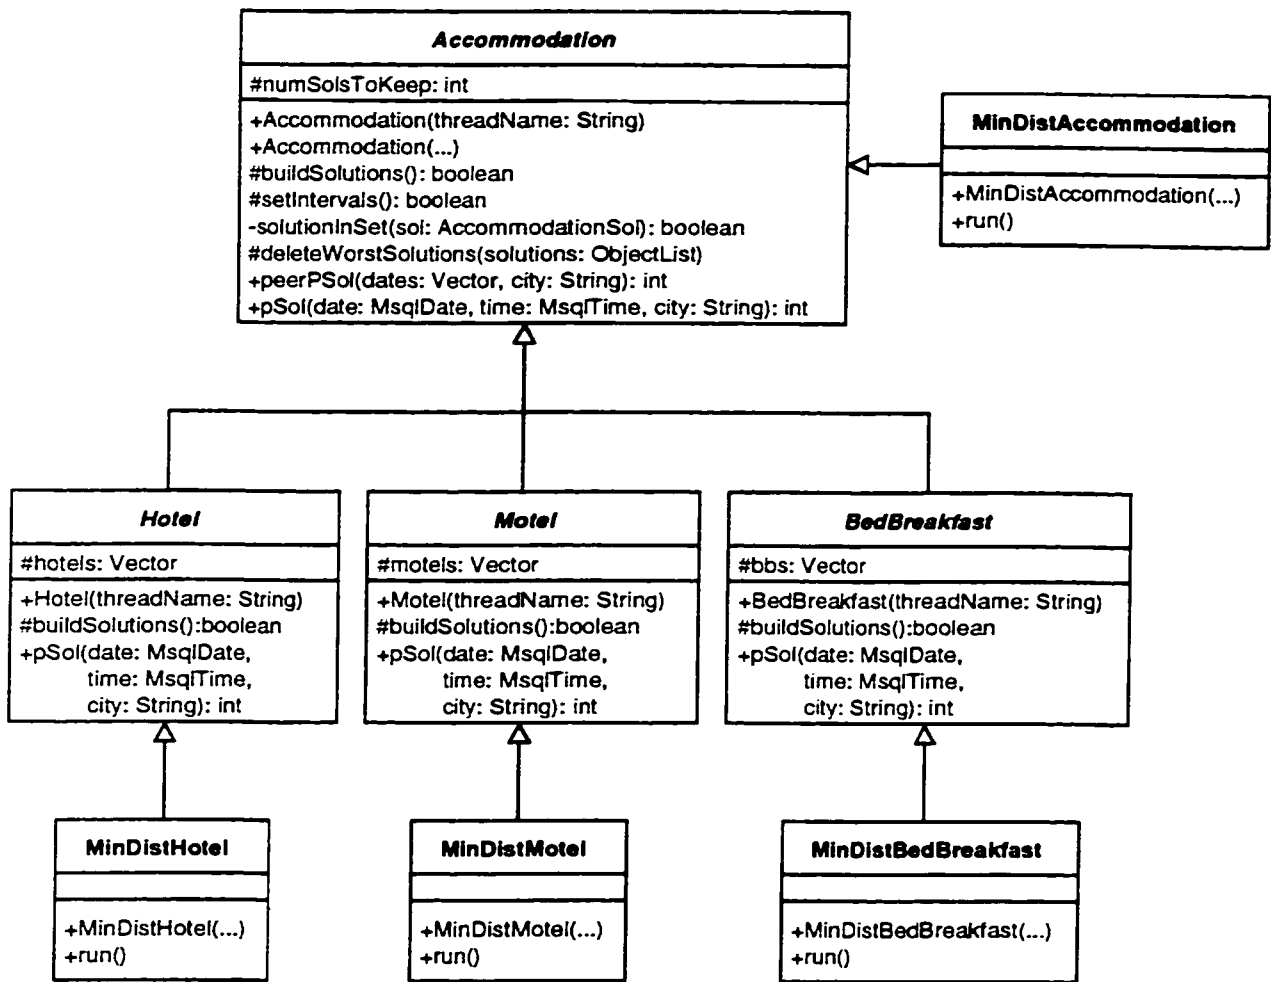 Accommodation
#numSolsToKeep: int
+Accommodation(threadName: String)
+Accommodation(...)
#buildSolutions(): boolean
#setIntervals(): boolean
-solutionInSet(sol: AccommodationSol): boolean
#deleteWorstSolutions(solutions: ObjectList)
+peerPSol(dates: Vector, city: String): int
+pSol(date: MsqlDate, time: MsqlTime, city: String): int
MinDistAccommodation
+MinDistAccommodation(...)
+run()
Hotel
#hotels: Vector
+Hotel(threadName: String)
#buildSolutions():boolean
+pSol(date: MsqlDate,
time: MsqlTime,
city: String): int
Motel
#motels: Vector
+Motel(threadName: String)
#buildSolutions():boolean
+pSol(date: MsqlDate,
time: MsqlTime,
city: String): int
BedBreakfast
#bbs: Vector
+BedBreakfast(threadName: String)
#buildSolutions():boolean
+pSol(date: MsqlDate,
time: MsqlTime,
city: String): int
MinDistHotel
+MinDistHotel(...)
+run()
MinDistMotel
+MinDistMotel(...)
+run()
MinDistBedBreakfast
+MinDistBedBreakfast(...)
+run()